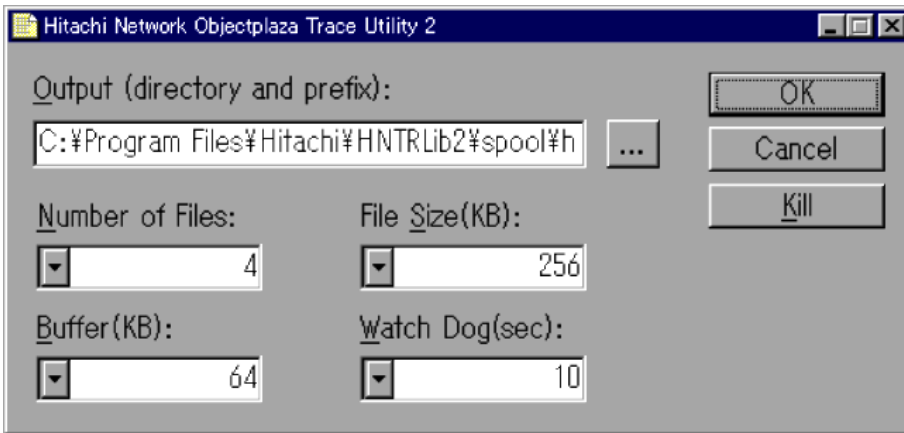 Hitachi Network Objectplaza Trace Utility 2
Output (directory and prefix):
OK
C:¥Program Files¥Hitachi¥HNTRLib2¥spool¥h
...
Cancel
Kill
Number of Files:
File Size(KB):
4
256
Buffer(KB):
Watch Dog(sec):
64
10